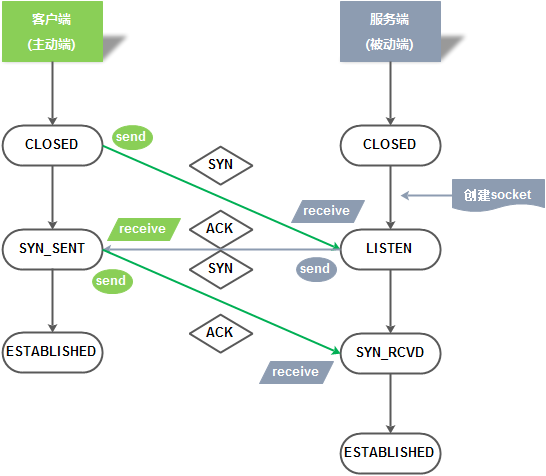 客户端
(主动端)
服务端
(被动端)
CLOSED
send
SYN
CLOSED
创建socket
receive
receive
ACK
SYN_SENT
LISTEN
SYN
send
send
ACK
ESTABLISHED
SYN_RCVD
receive
ESTABLISHED